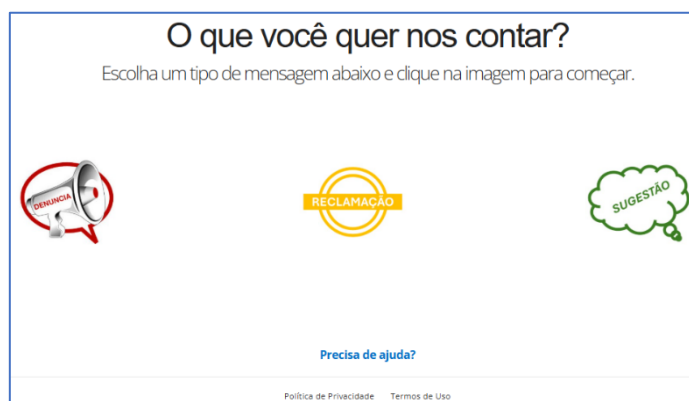 O que você quer nos contar?
Escolha um tipo de mensagem abaixo e clique na imagem para começar.
DENUNCIA
RECLAMAÇÃO
SUGESTÃO
Precisa de ajuda?
Política de Privacidade Termos de Uso